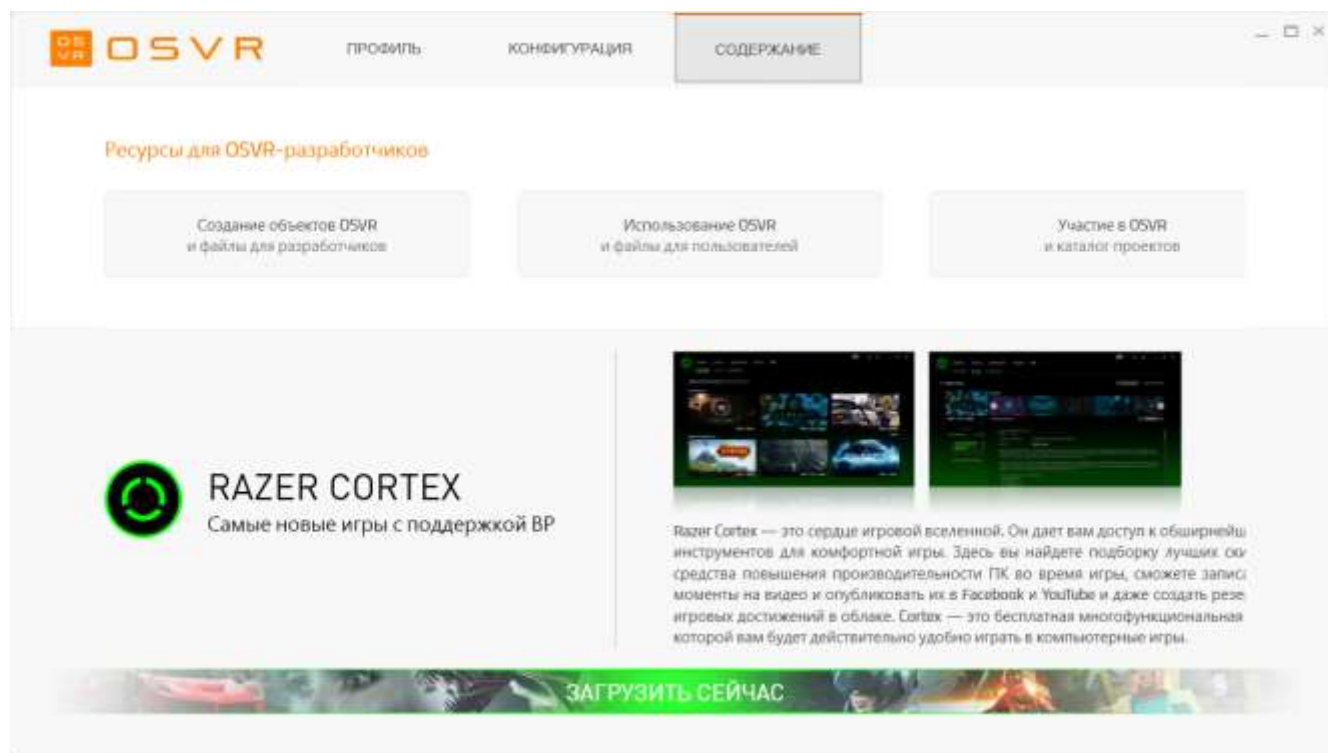 OSVR
ПРОФИЛЬ
КОНФИГУРАЦИЯ
СОДЕРЖАНИЕ
Ресурсы для OSVR-разработчиков
Создание объектов OSVR
и файлы для разработчиков
Использование OSVR
и файлы для пользователей
Участие в OSVR
и каталог проектов
RAZER CORTEX
Самые новые игры с поддержкой ВР
Razer Cortex — это сердце игровой вселенной. Он дает вам доступ к обширнейш
инструментов для комфортной игры. Здесь вы найдете подборку лучших ски
средства повышения производительности ПК во время игры, сможете записа
моменты на видео и опубликовать их в Facebook и YouTube и даже создать резе
игровых достижений в облаке. Cortex — это бесплатная многофункциональная
которой вам будет действительно удобно играть в компьютерные игры.
ЗАГРУЗИТЬ СЕЙЧАС